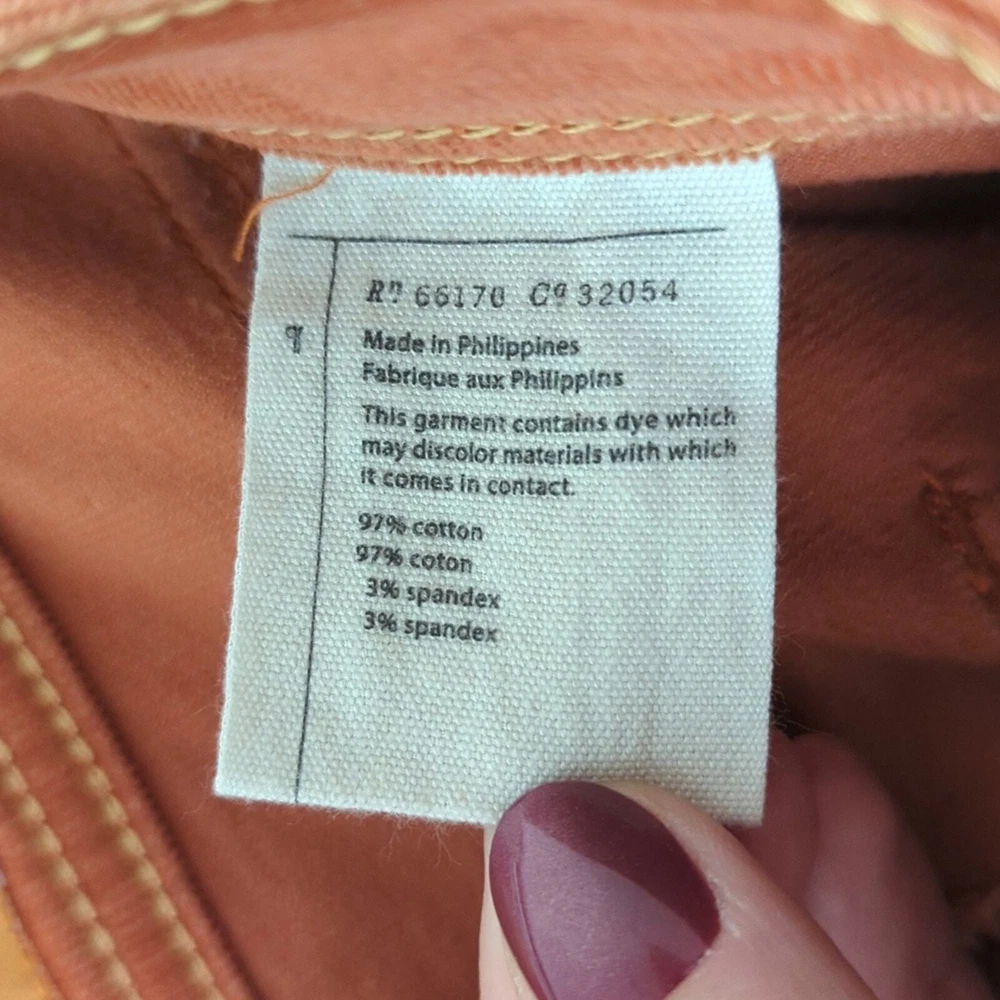 Rn 66170 Ca 32054
¶
Made in Philippines
Fabrique aux Philippins
This garment contains dye which
may discolor materials with which
it comes in contact.
97% cotton
97% coton
3% spandex
3% spandex